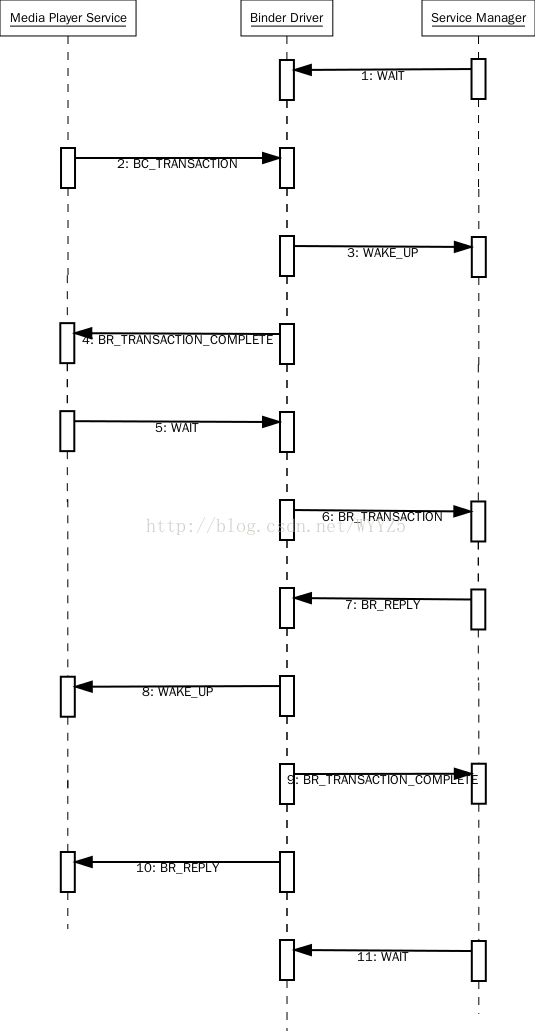 Media Player Service
Binder Driver
Service Manager
1: WAIT
2: BC_TRANSACTION
3: WAKE_UP
4: BR_TRANSACTION_COMPLETE
5: WAIT
6: BR_TRANSACTION
http://blog.csdn.net/WYYZ5
7: BR_REPLY
8: WAKE_UP
9: BR_TRANSACTION_COMPLETE
10: BR_REPLY
11: WAIT